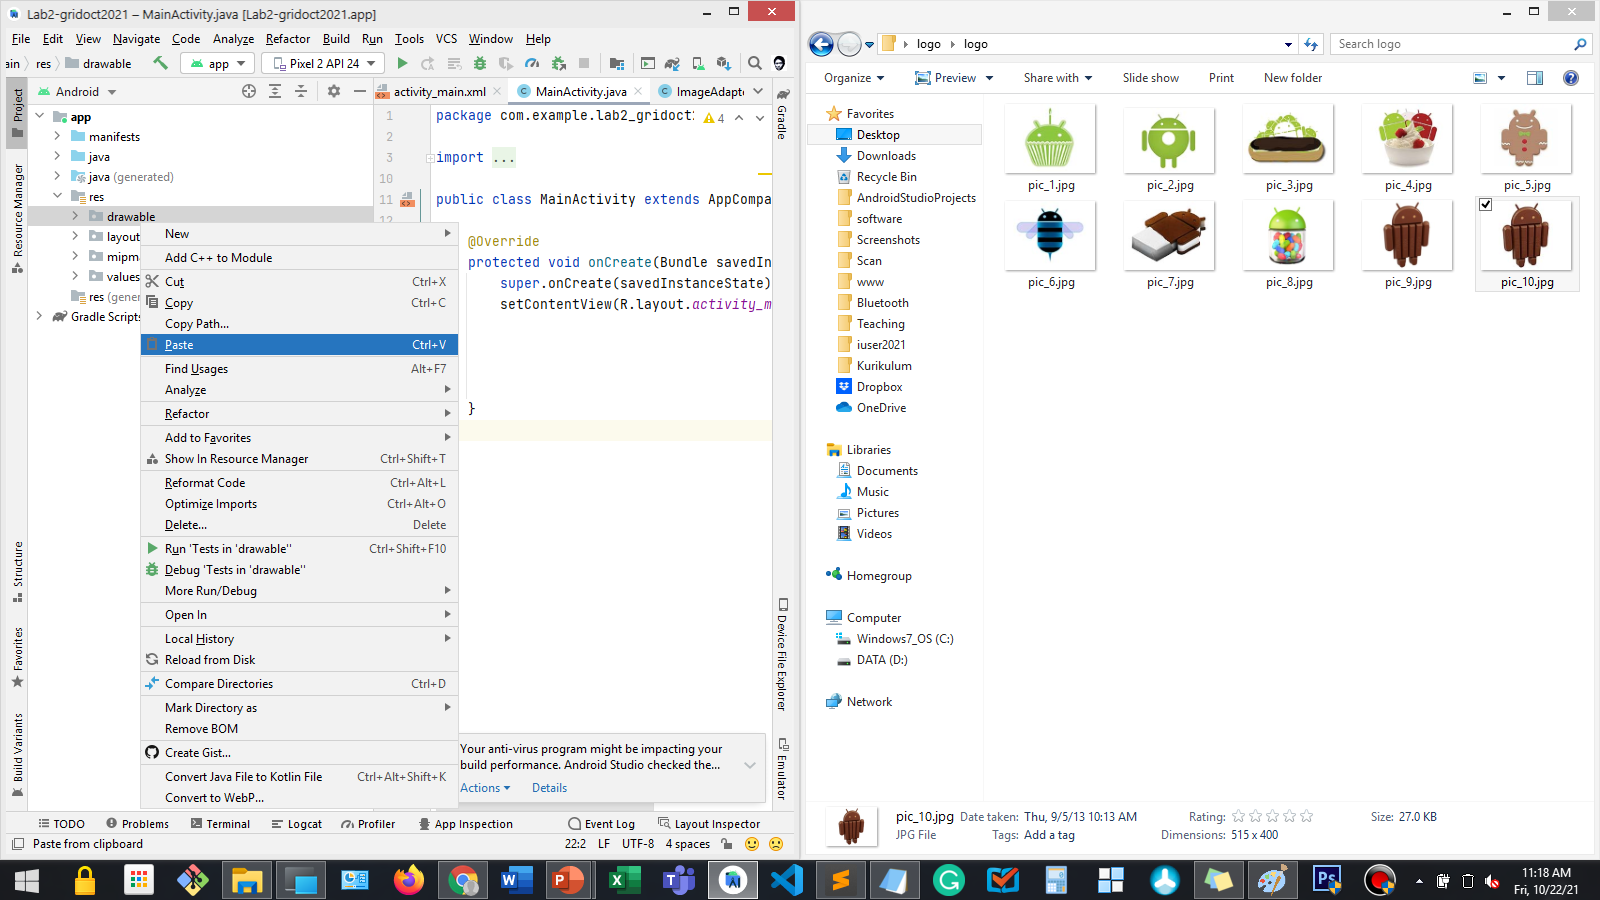 Lab2-gridoct2021 – MainActivity.java [Lab2-gridoct2021.app]
File Edit View Navigate Code Analyze Refactor Build Run Tools VCS Window Help
res drawable app Pixel 2 API 24
Project
Android
activity_main.xml MainActivity.java
Gradle
app
manifests
java
java (generated)
res
drawable
layout
values
res
Resource Manager
Structure
Favorites
Build Variants
1 package com.example.lab2_gridoct 4
2
3 import ...
10
11 public class MainActivity extends AppCompa
12
@Override
protected void onCreate(Bundle savedIn
super.onCreate(savedInstanceState)
setContentView(R.layout.activity_m
}
New
Add C++ to Module
Cut Ctrl+X
Copy Ctrl+C
Copy Path...
Paste Ctrl+V
Find Usages Alt+F7
Analyze
Refactor
Add to Favorites
Show In Resource Manager Ctrl+Shift+T
Reformat Code Ctrl+Alt+L
Optimize Imports Ctrl+Alt+O
Delete... Delete
Run 'Tests in 'drawable'' Ctrl+Shift+F10
Debug 'Tests in 'drawable''
More Run/Debug
Open In
Local History
Reload from Disk
Compare Directories Ctrl+D
Mark Directory as
Remove BOM
Create Gist...
Convert Java File to Kotlin File Ctrl+Alt+Shift+K
Convert to WebP...
Device File Explorer
Emulator
Your anti-virus program might be impacting your
build performance. Android Studio checked the...
Actions Details
TODO Problems Terminal Logcat Profiler App Inspection Event Log Layout Inspector
Paste from clipboard 22:2 LF UTF-8 4 spaces
logo logo Search logo
Organize Preview Share with Slide show Print New folder
Favorites
Desktop
Downloads
Recycle Bin
AndroidStudioProjects
software
Screenshots
Scan
www
Bluetooth
Teaching
iuser2021
Kurikulum
Dropbox
OneDrive
Libraries
Documents
Music
Pictures
Videos
Homegroup
Computer
Windows7_OS (C:)
DATA (D:)
Network
pic_1.jpg pic_2.jpg pic_3.jpg pic_4.jpg pic_5.jpg
pic_6.jpg pic_7.jpg pic_8.jpg pic_9.jpg pic_10.jpg
pic_10.jpg Date taken: Thu, 9/5/13 10:13 AM Rating: Size: 27.0 KB
JPG File Tags: Add a tag Dimensions: 515 x 400
11:18 AM
Fri, 10/22/21